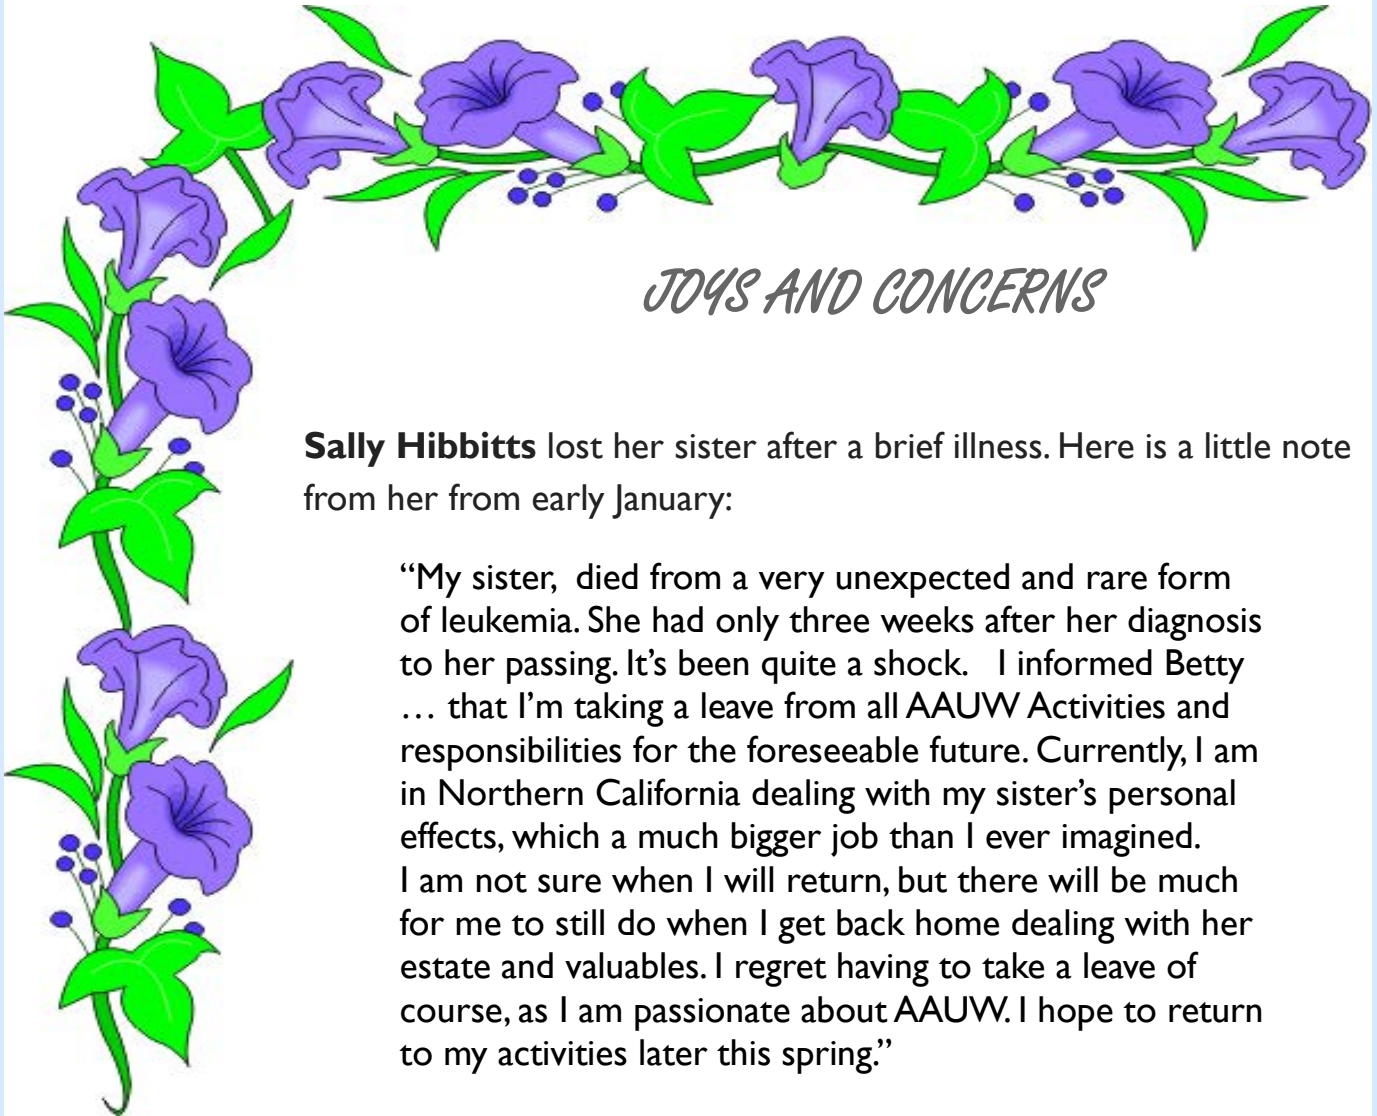 JOYS AND CONCERNS
Sally Hibbitts lost her sister after a brief illness. Here is a little note
from her from early January:
“My sister,  died from a very unexpected and rare form
of leukemia. She had only three weeks after her diagnosis
to her passing. It’s been quite a shock.   I informed Betty
… that I’m taking a leave from all AAUW Activities and
responsibilities for the foreseeable future. Currently, I am
in Northern California dealing with my sister’s personal
effects, which a much bigger job than I ever imagined.
I am not sure when I will return, but there will be much
for me to still do when I get back home dealing with her
estate and valuables. I regret having to take a leave of
course, as I am passionate about AAUW. I hope to return
to my activities later this spring.”